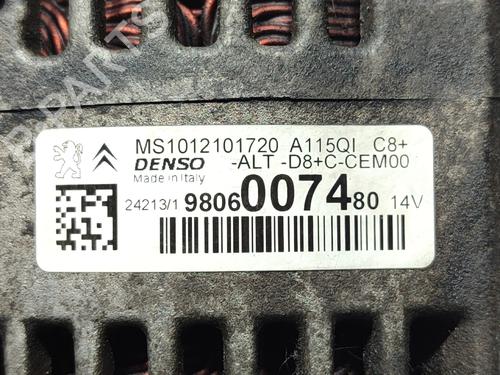 MS1012101720 A115QI C8+
DENSO -ALT -D8+C-CEM00
Made in Italy
24213/1 9806007480 14V